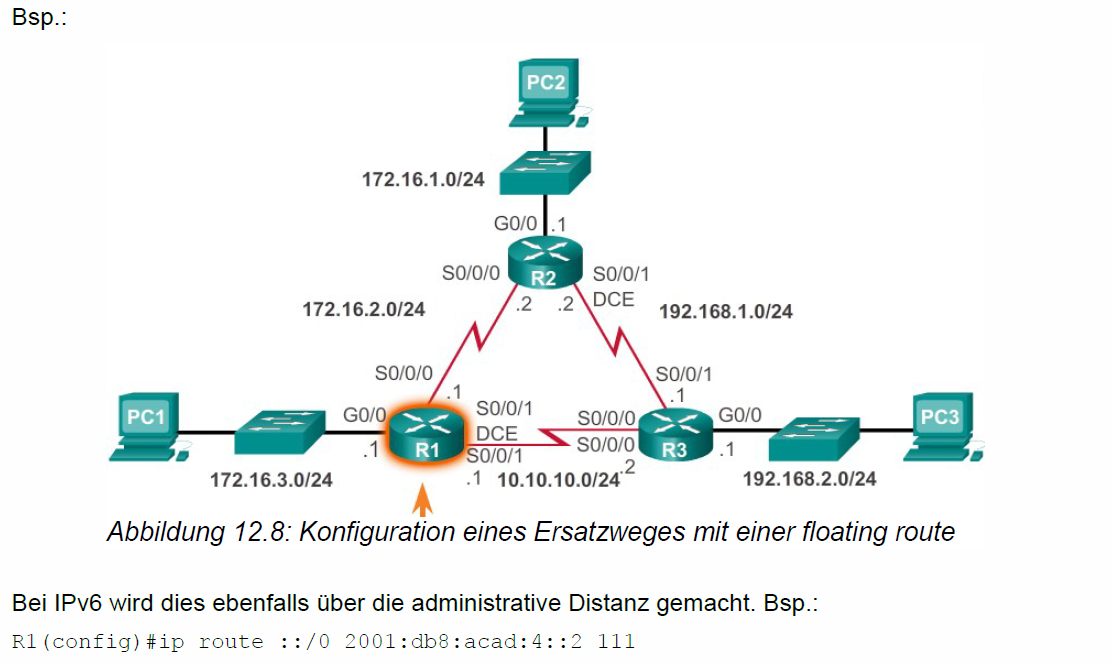 Bsp.:
PC2
172.16.1.0/24
G0/0 .1
S0/0/0 R2 S0/0/1
.2 .2 DCE
172.16.2.0/24 192.168.1.0/24
S0/0/0 .1
S0/0/1 .1
PC1 G0/0 .1 R1 S0/0/1 DCE
S0/0/1 .1
172.16.3.0/24
10.10.10.0/24
S0/0/0
S0/0/0 .2
R3 G0/0 .1
192.168.2.0/24
PC3
Abbildung 12.8: Konfiguration eines Ersatzweges mit einer floating route
Bei IPv6 wird dies ebenfalls über die administrative Distanz gemacht. Bsp.:
R1(config)#ip route ::/0 2001:db8:acad:4::2 111